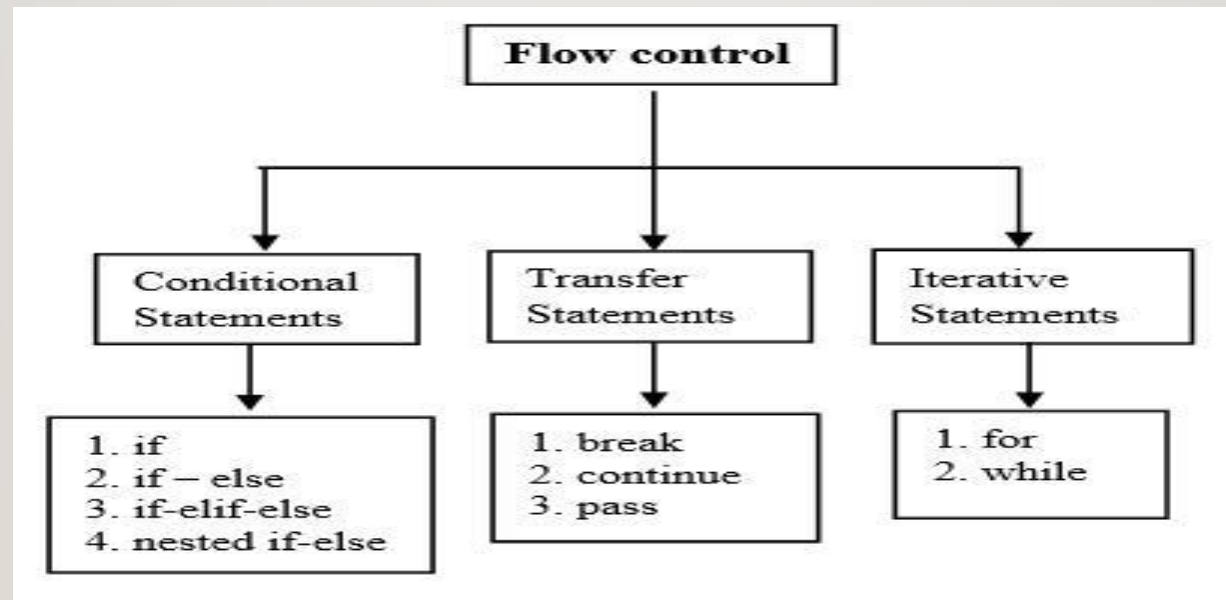 Flow control
Conditional
Statements
Transfer
Statements
Iterative
Statements
1. if
2. if – else
3. if-elif-else
4. nested if-else
1. break
2. continue
3. pass
1. for
2. while